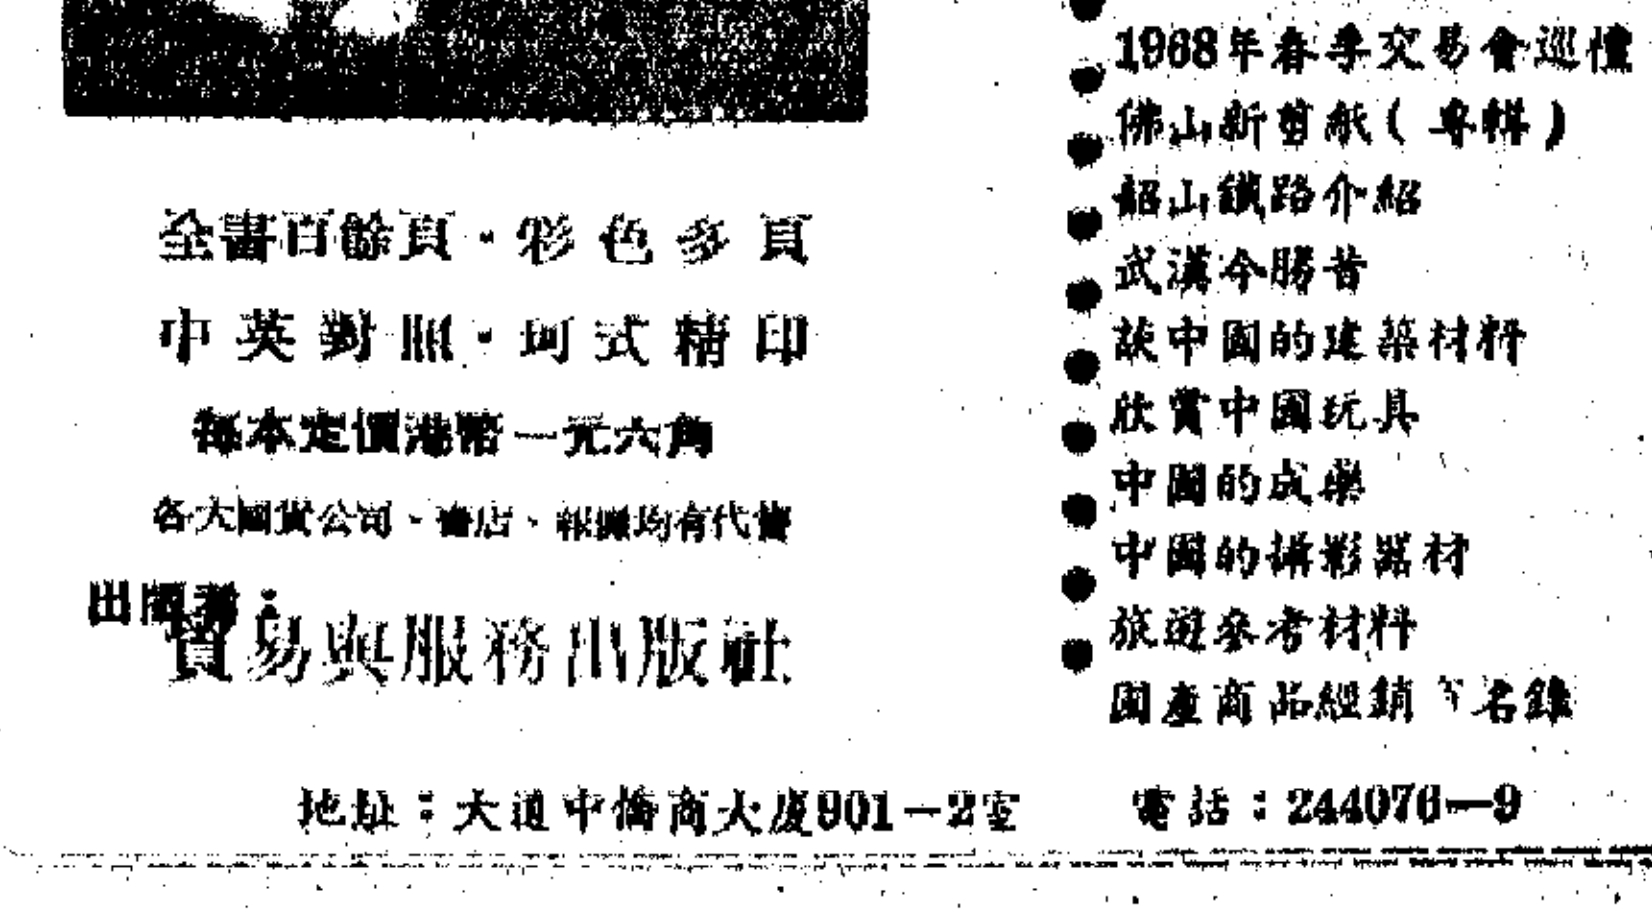 全書百餘頁·彩色多頁
中英對照·珂式精印
每本定價港幣一元六角
各大國貨公司、書店、報攤均有代售
出版者：
貿易與服務出版社
1968年春季交易會巡禮
佛山新剪紙（專輯）
韶山鐵路介紹
武漢今勝昔
談中國的建築材料
欣賞中國玩具
中國的成藥
中國的攝影器材
旅遊參考材料
國產商品經銷 名錄
地址：大道中僑商大廈901—2室 電話：244076—9